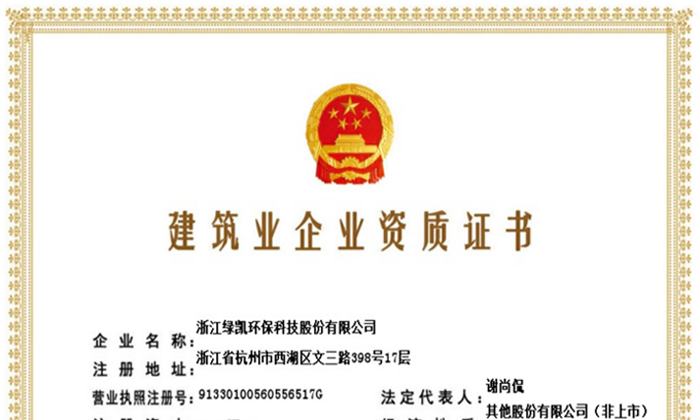 建筑业企业资质证书
企业名称：浙江绿凯环保科技股份有限公司
注册地址：浙江省杭州市西湖区文三路398号17层
营业执照注册号：91330100560556517G 法定代表人：谢尚侃
其他股份有限公司（非上市）